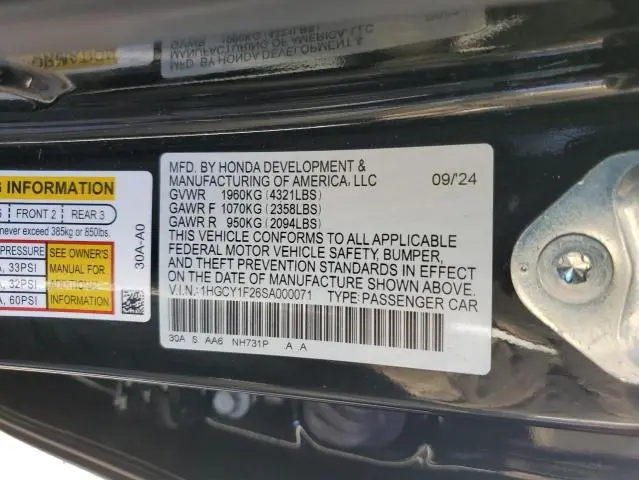 G INFORMATION
FRONT 2 REAR 3
never exceed 385kg or 850lbs.
PRESSURE SEE OWNER'S
33PSI MANUAL FOR
32PSI ADDITIONAL
60PSI INFORMATION
30A-A0
MFD. BY HONDA DEVELOPMENT &
MANUFACTURING OF AMERICA, LLC 09/'24
GVWR 1960KG (4321LBS)
GAWR F 1070KG (2358LBS)
GAWR R 950KG (2094LBS)
THIS VEHICLE CONFORMS TO ALL APPLICABLE
FEDERAL MOTOR VEHICLE SAFETY, BUMPER,
AND THEFT PREVENTION STANDARDS IN EFFECT
ON THE DATE OF MANUFACTURE SHOWN ABOVE.
V.I.N.: 1HGCY1F26SA000071 TYPE: PASSENGER CAR
30A S AA6 NH731P A A